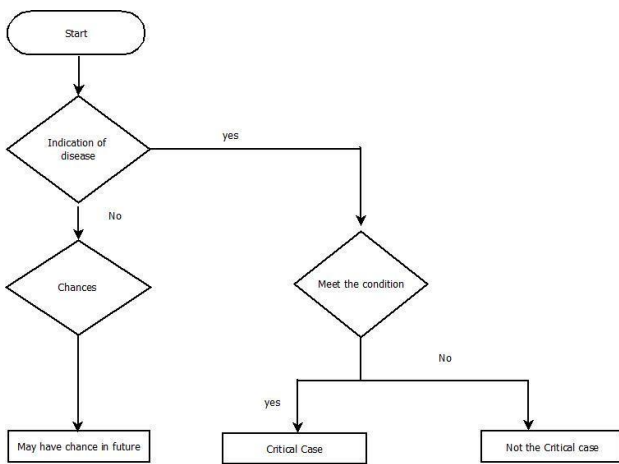 Start
Indication of
disease
yes
No
Chances
Meet the condition
No
yes
May have chance in future
Critical Case
Not the Critical case